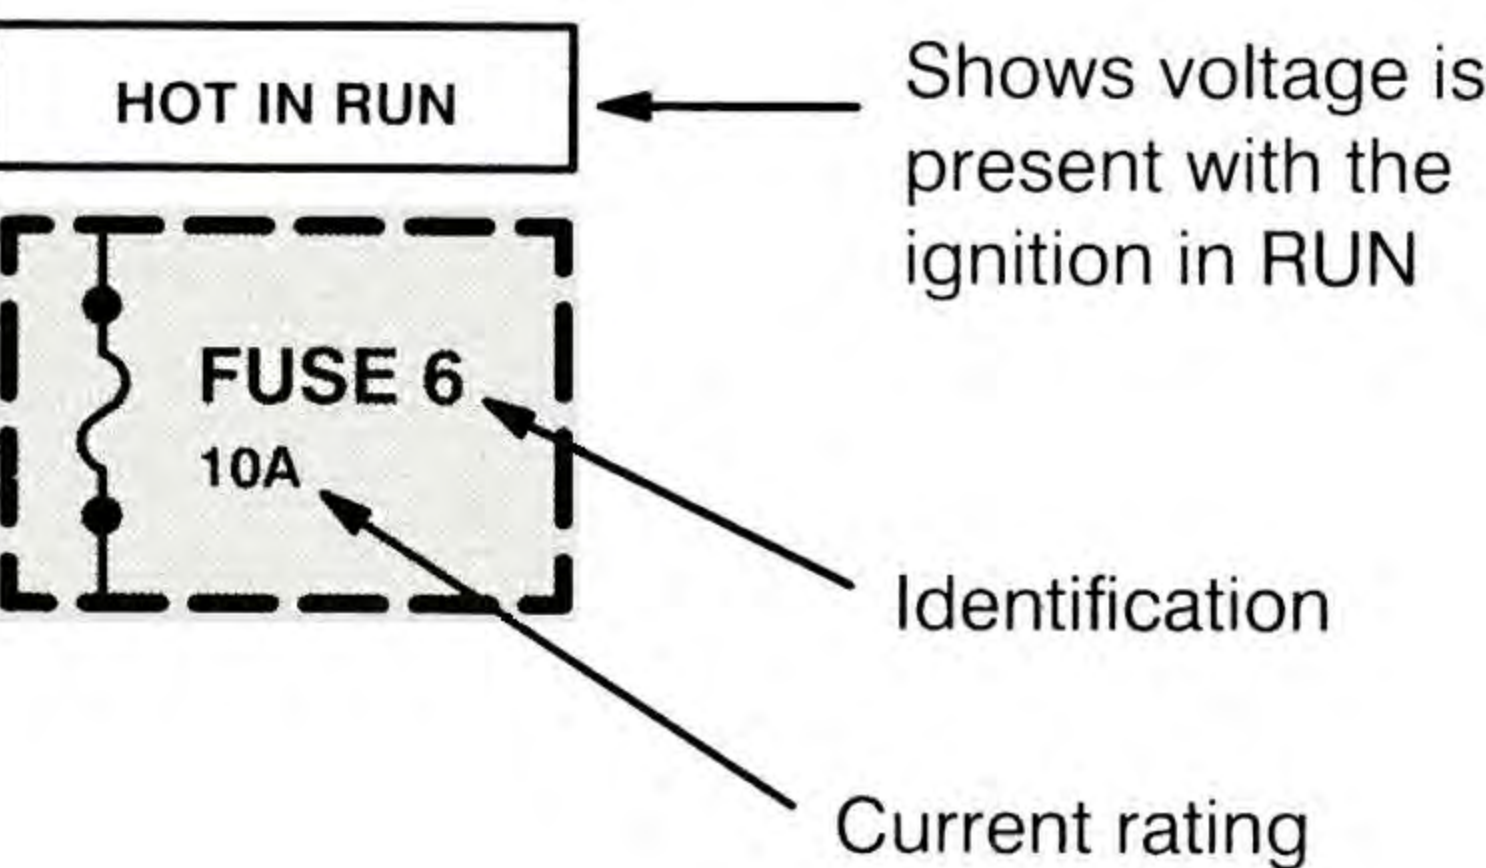 HOT IN RUN
Shows voltage is
present with the
ignition in RUN
FUSE 6
10A
Identification
Current rating